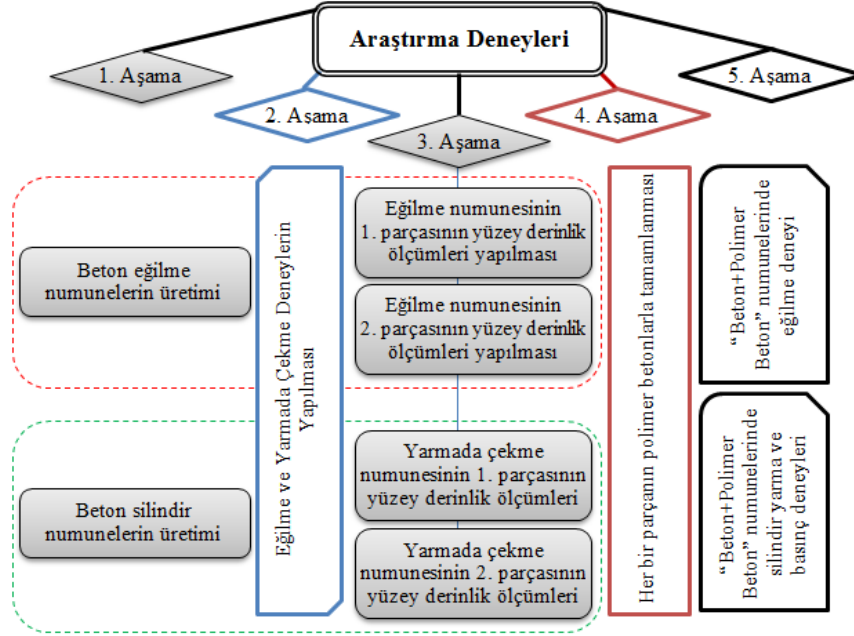 Araştırma Deneyleri
1. Aşama
2. Aşama
3. Aşama
4. Aşama
5. Aşama
Beton eğilme
numunelerin üretimi
Beton silindir
numunelerin üretimi
Eğilme ve Yarmada Çekme Deneylerin
Yapılması
Eğilme numunesinin
1. parçasının yüzey derinlik
ölçümleri yapılması
Eğilme numunesinin
2. parçasının yüzey derinlik
ölçümleri yapılması
Yarmada çekme
numunesinin 1. parçasının
yüzey derinlik ölçümleri
Yarmada çekme
numunesinin 2. parçasının
yüzey derinlik ölçümleri
Her bir parçanın polimer betonlarla tamamlanması
“Beton+Polimer
Beton” numunelerinde
eğilme deneyi
“Beton+Polimer
Beton” numunelerinde
silindir yarma ve
basınç deneyleri